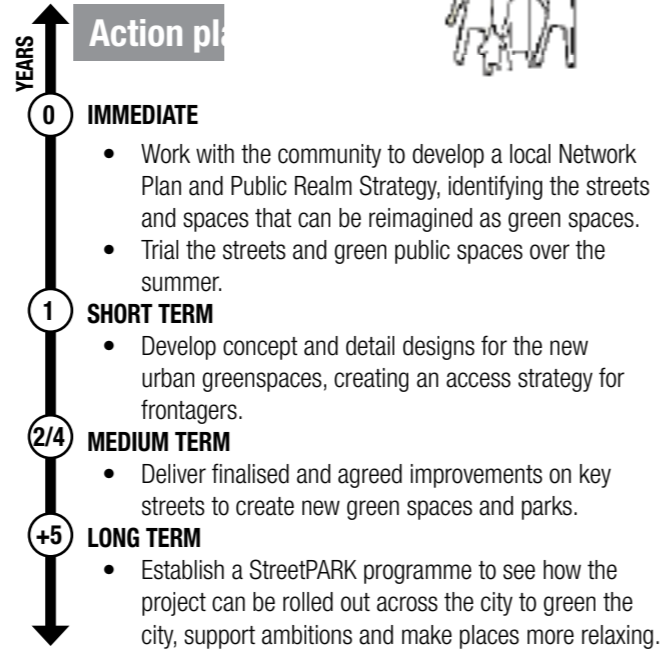 Action pla
YEARS
0
IMMEDIATE
• Work with the community to develop a local Network
Plan and Public Realm Strategy, identifying the streets
and spaces that can be reimagined as green spaces.
• Trial the streets and green public spaces over the
summer.
1
SHORT TERM
• Develop concept and detail designs for the new
urban greenspaces, creating an access strategy for
frontagers.
2/4
MEDIUM TERM
• Deliver finalised and agreed improvements on key
streets to create new green spaces and parks.
+5
LONG TERM
• Establish a StreetPARK programme to see how the
project can be rolled out across the city to green the
city, support ambitions and make places more relaxing.